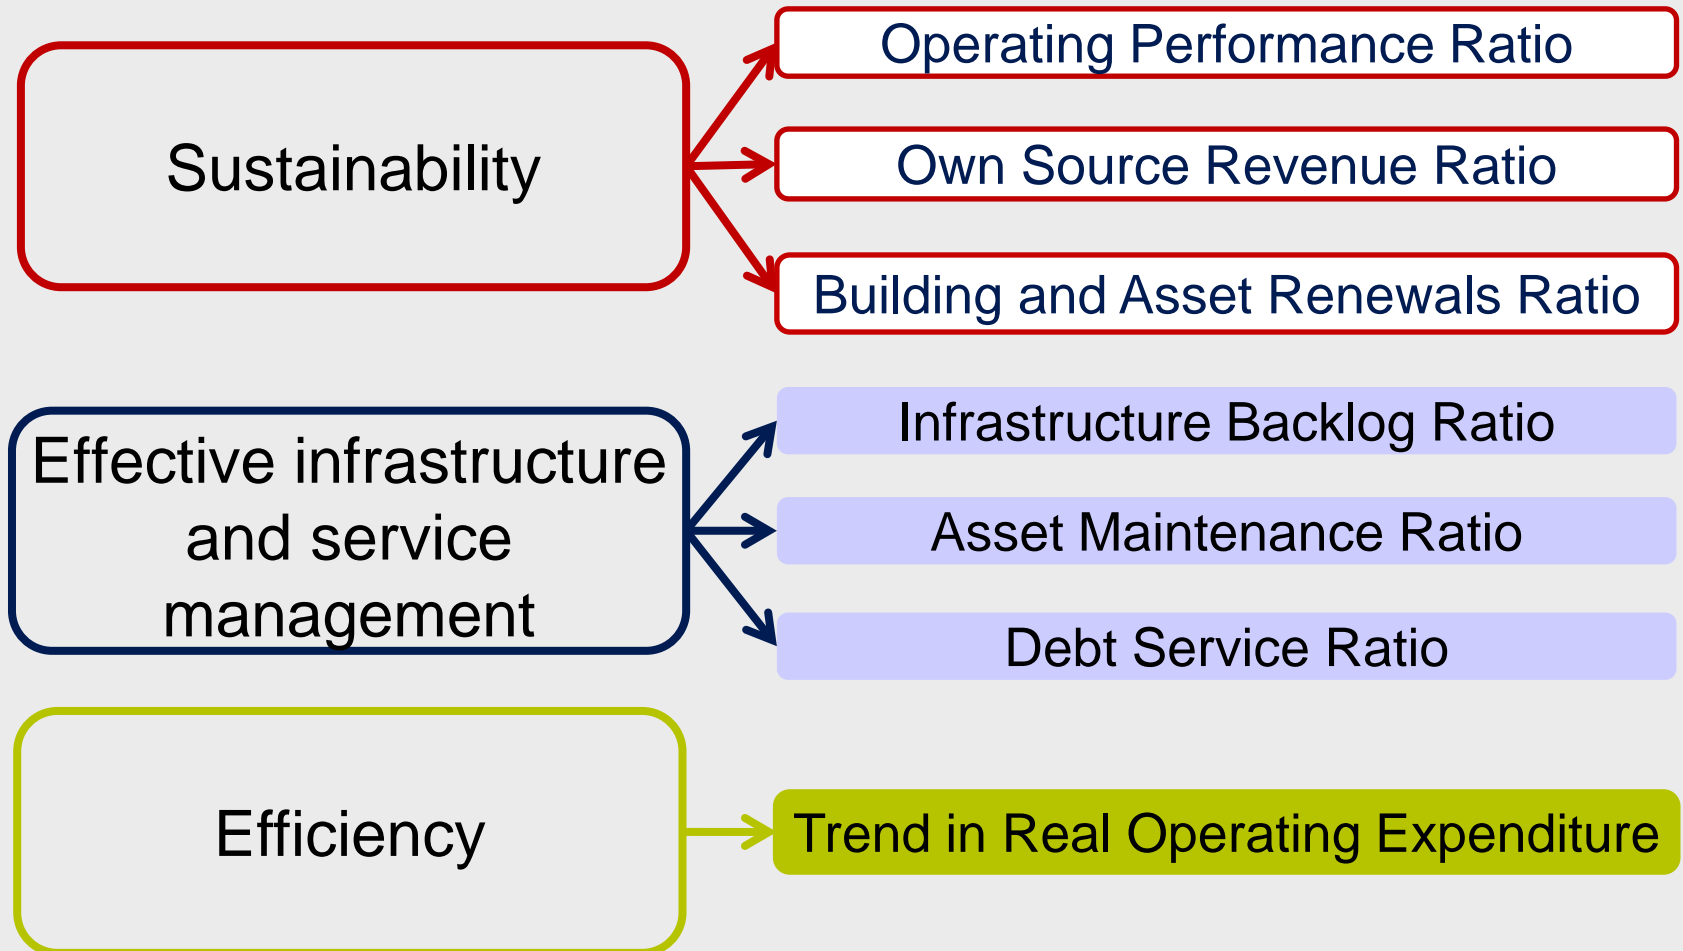 Sustainability
Operating Performance Ratio
Own Source Revenue Ratio
Building and Asset Renewals Ratio
Effective infrastructure
and service
management
Infrastructure Backlog Ratio
Asset Maintenance Ratio
Debt Service Ratio
Efficiency
Trend in Real Operating Expenditure